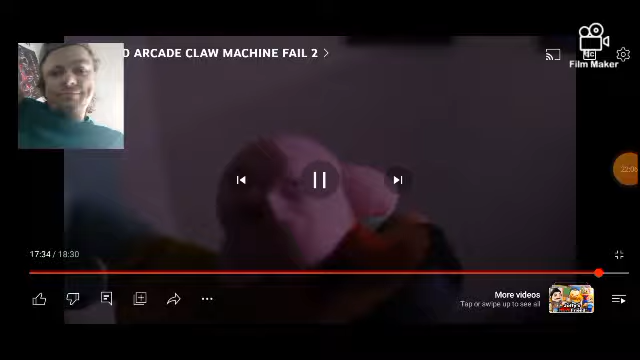 O ARCADE CLAW MACHINE FAIL 2
Film Maker
17:34 / 18:30
More videos
Tap or swipe up to see all